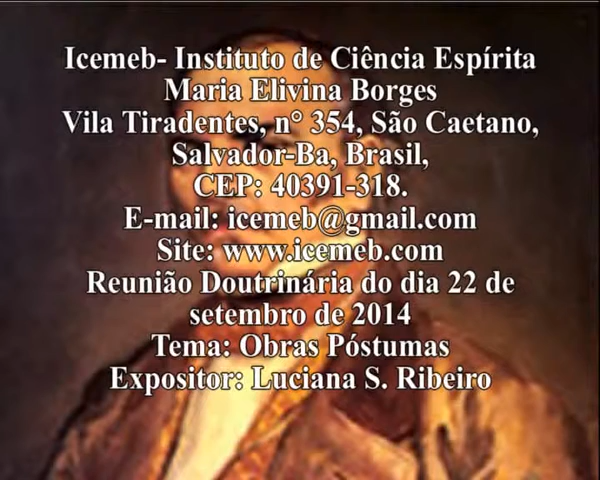 Icemeb- Instituto de Ciência Espírita
Maria Elivina Borges
Vila Tiradentes, n° 354, São Caetano,
Salvador-Ba, Brasil,
CEP: 40391-318.
E-mail: icemeb@gmail.com
Site: www.icemeb.com
Reunião Doutrinária do dia 22 de
setembro de 2014
Tema: Obras Póstumas
Expositor: Luciana S. Ribeiro